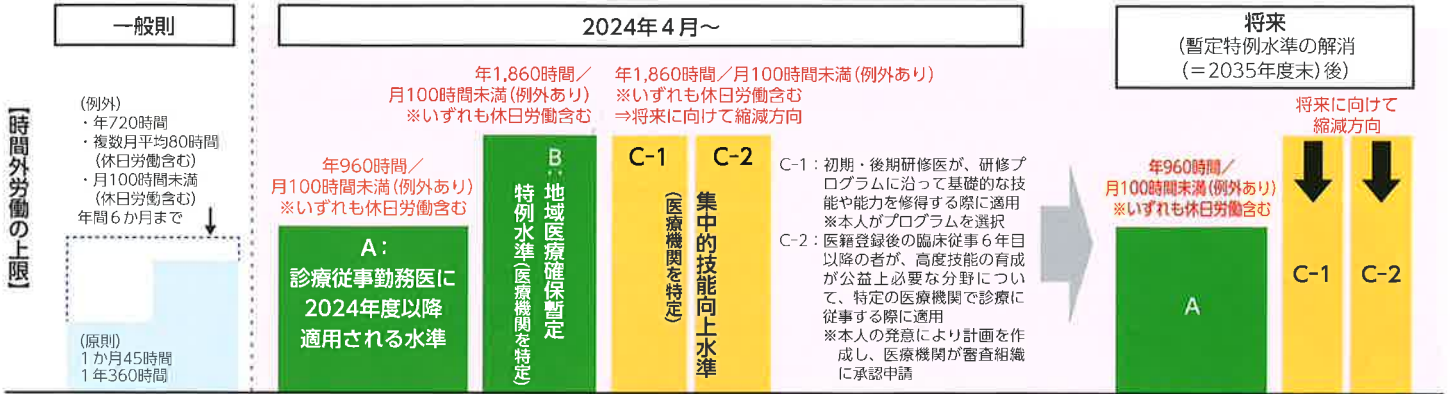 一般則
2024年4月～
将来
(暫定特例水準の解消
(=2035年度末)後)
【時間外労働の上限】
(例外)
・年720時間
・複数月平均80時間
(休日労働含む)
・月100時間未満
(休日労働含む)
年間6か月まで
(原則)
1か月45時間
1年360時間
年960時間／
月100時間未満(例外あり)
※いずれも休日労働含む
A：
診療従事勤務医に
2024年度以降
適用される水準
年1,860時間／
月100時間未満(例外あり)
※いずれも休日労働含む
B：地域医療確保暫定
特例水準(医療機関を特定)
年1,860時間／月100時間未満(例外あり)
※いずれも休日労働含む
⇒将来に向けて縮減方向
C-1
C-2
集中的技能向上水準
(医療機関を特定)
C-1：初期・後期研修医が、研修プ
ログラムに沿って基礎的な技
能や能力を修得する際に適用
※本人がプログラムを選択
C-2：医籍登録後の臨床従事6年目
以降の者が、高度技能の育成
が公益上必要な分野につい
て、特定の医療機関で診療に
従事する際に適用
※本人の発意により計画を作
成し、医療機関が審査組織
に承認申請
年960時間／
月100時間未満(例外あり)
※いずれも休日労働含む
A
将来に向けて
縮減方向
C-1
C-2